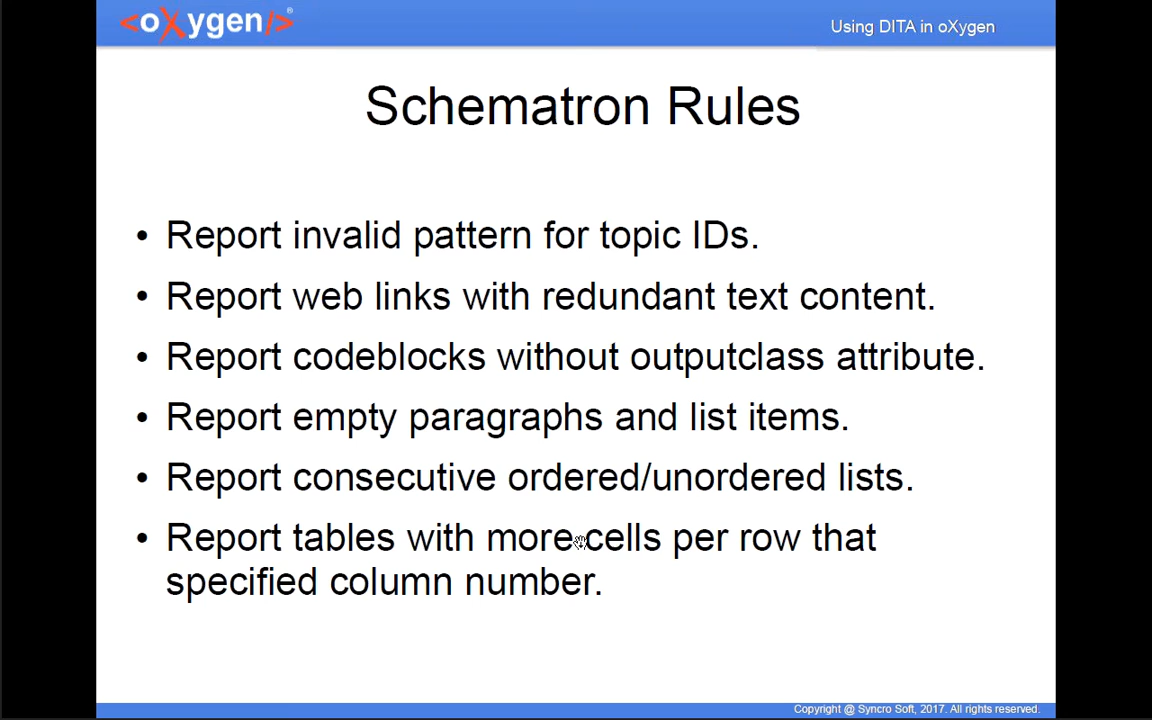 <oXygen/>®
Using DITA in oXygen
Schematron Rules
• Report invalid pattern for topic IDs.
• Report web links with redundant text content.
• Report codeblocks without outputclass attribute.
• Report empty paragraphs and list items.
• Report consecutive ordered/unordered lists.
• Report tables with more cells per row that
specified column number.
Copyright @ Syncro Soft, 2017. All rights reserved.